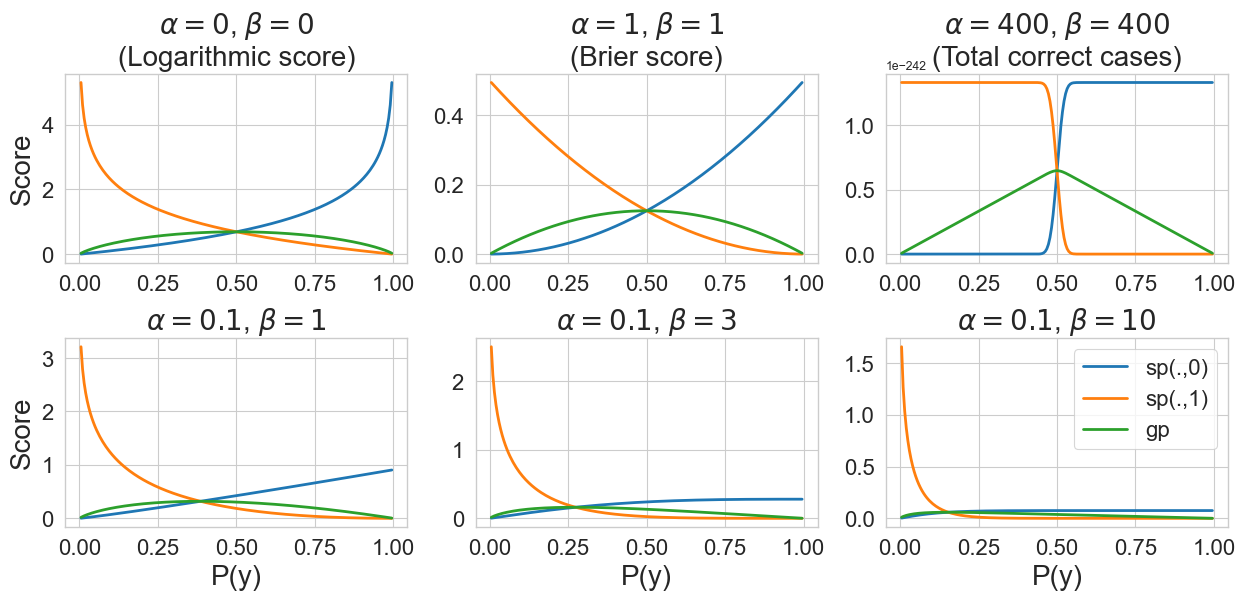 α = 0, β = 0
(Logarithmic score)
α = 1, β = 1
(Brier score)
α = 400, β = 400
(Total correct cases)
1e−242
Score
4
2
0
0.00 0.25 0.50 0.75 1.00
0.4
0.2
0.0
0.00 0.25 0.50 0.75 1.00
1.0
0.5
0.0
0.00 0.25 0.50 0.75 1.00
α = 0.1, β = 1
α = 0.1, β = 3
α = 0.1, β = 10
Score
3
2
1
0
0.00 0.25 0.50 0.75 1.00
P(y)
2
1
0
0.00 0.25 0.50 0.75 1.00
P(y)
1.5
1.0
0.5
0.0
sp(.,0)
sp(.,1)
gp
0.00 0.25 0.50 0.75 1.00
P(y)